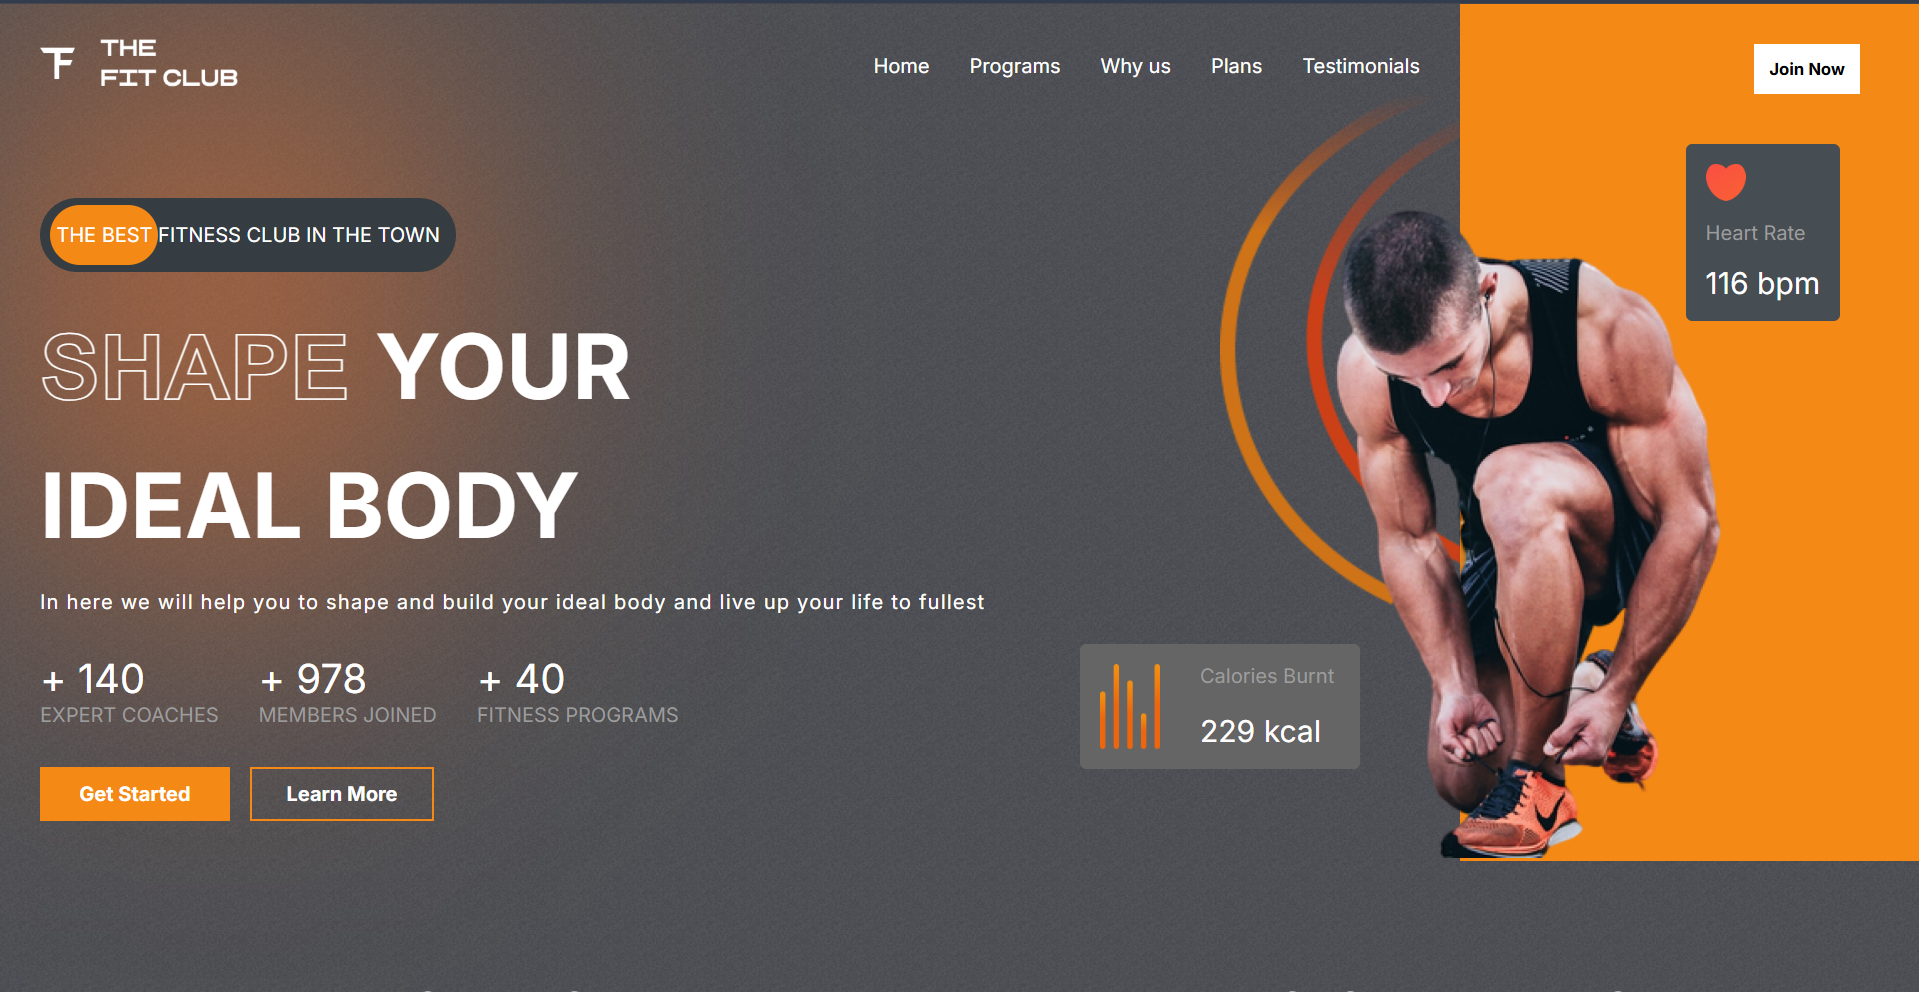 THE
FIT CLUB
Home
Programs
Why us
Plans
Testimonials
Join Now
THE BEST FITNESS CLUB IN THE TOWN
Heart Rate
116 bpm
SHAPE YOUR
IDEAL BODY
In here we will help you to shape and build your ideal body and live up your life to fullest
+ 140
EXPERT COACHES
+ 978
MEMBERS JOINED
+ 40
FITNESS PROGRAMS
Calories Burnt
229 kcal
Get Started
Learn More